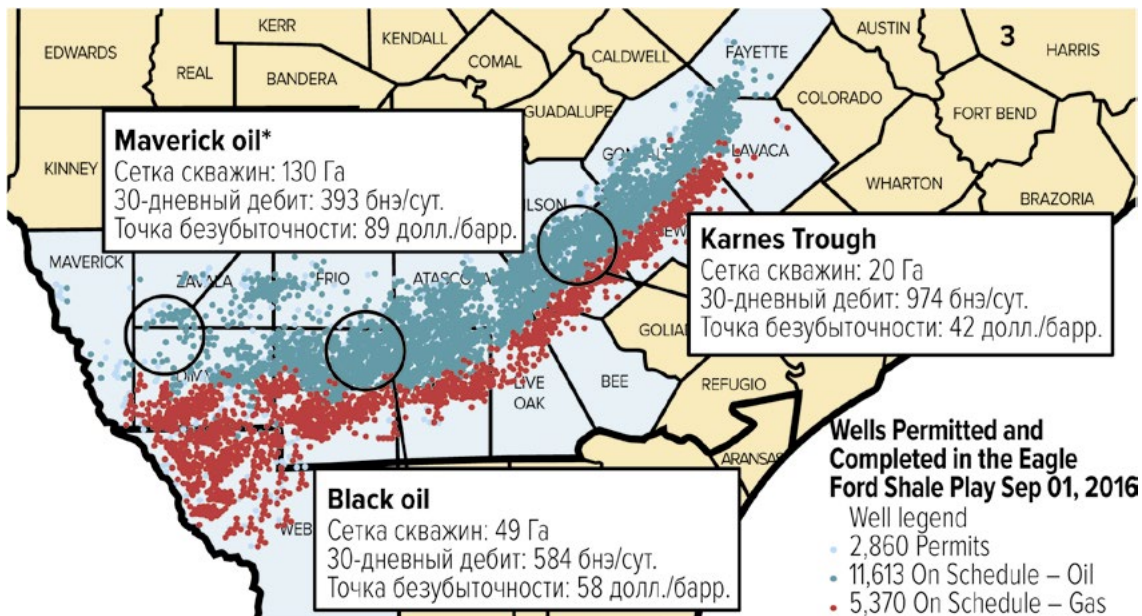 KERR
KENDALL
AUSTIN
3
EDWARDS
REAL
BANDERA
COMAL
CALDWELL
FAYETTE
HARRIS
GUADALUPE
COLORADO
FORT BEND
KINNEY
LAVACA
WHARTON
BRAZORIA
Maverick oil*
Сетка скважин: 130 Га
30-дневный дебит: 393 бнэ/сут.
Точка безубыточности: 89 долл./барр.
Karnes Trough
Сетка скважин: 20 Га
30-дневный дебит: 974 бнэ/сут.
Точка безубыточности: 42 долл./барр.
MAVERICK
ZAVALA
FRIO
LIVE
OAK
BEE
REFUGIO
ARANSAS
Black oil
Сетка скважин: 49 Га
30-дневный дебит: 584 бнэ/сут.
Точка безубыточности: 58 долл./барр.
Wells Permitted and
Completed in the Eagle
Ford Shale Play Sep 01, 2016
Well legend
2,860 Permits
11,613 On Schedule – Oil
5,370 On Schedule – Gas